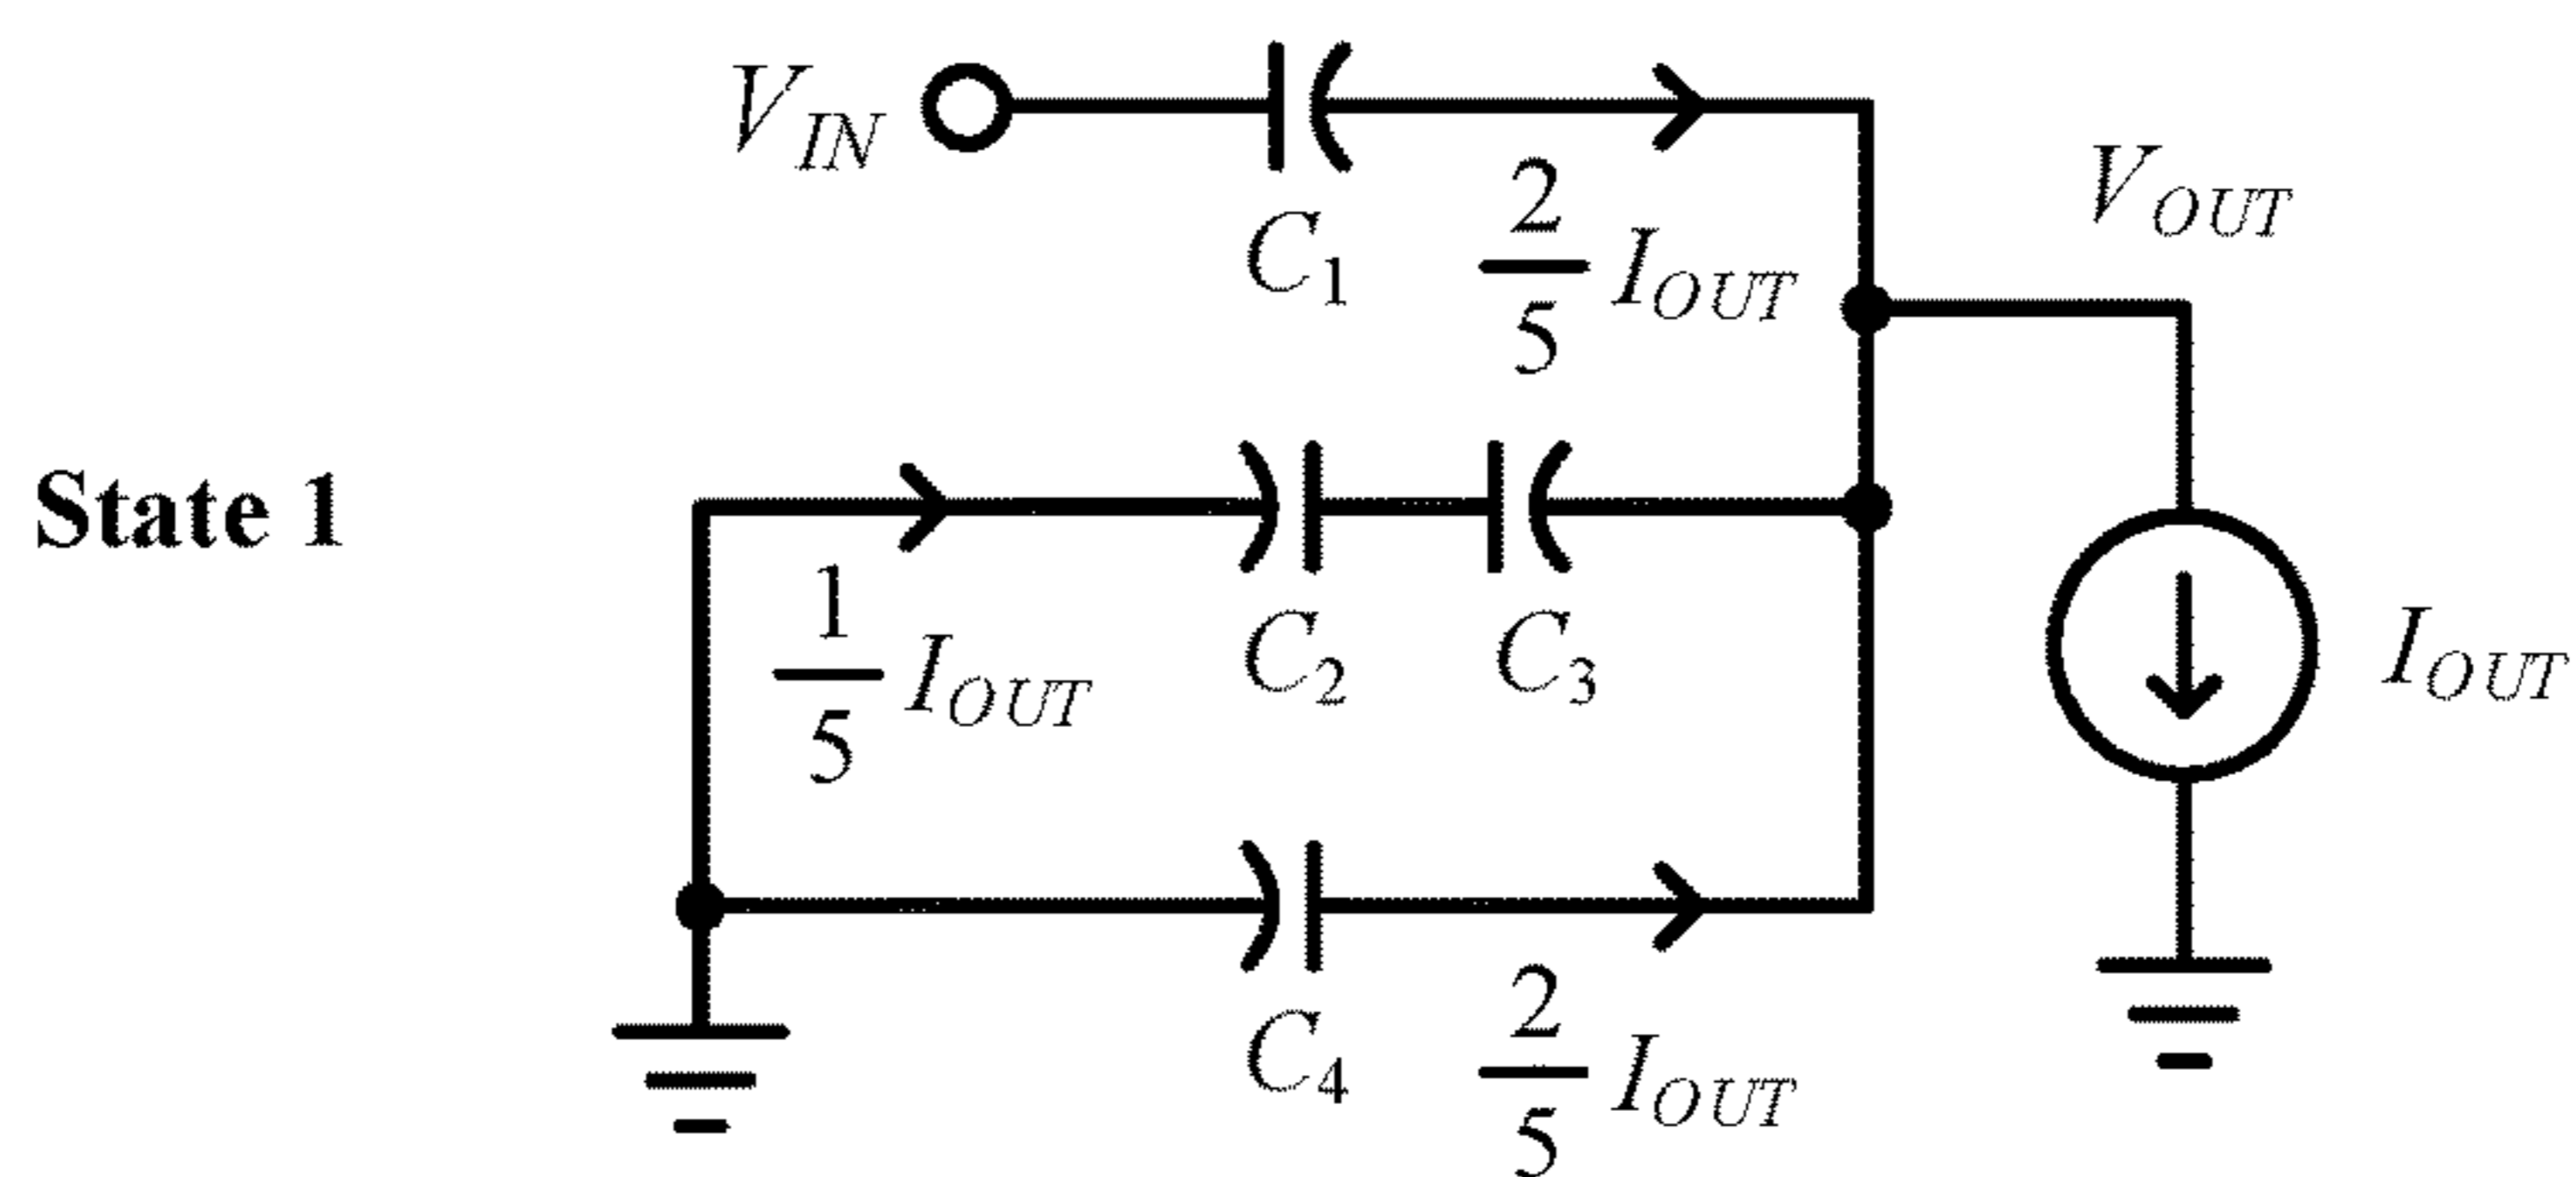 V_IN
C_1
2/5 I_OUT
V_OUT
State 1
1/5 I_OUT
C_2
C_3
I_OUT
C_4
2/5 I_OUT